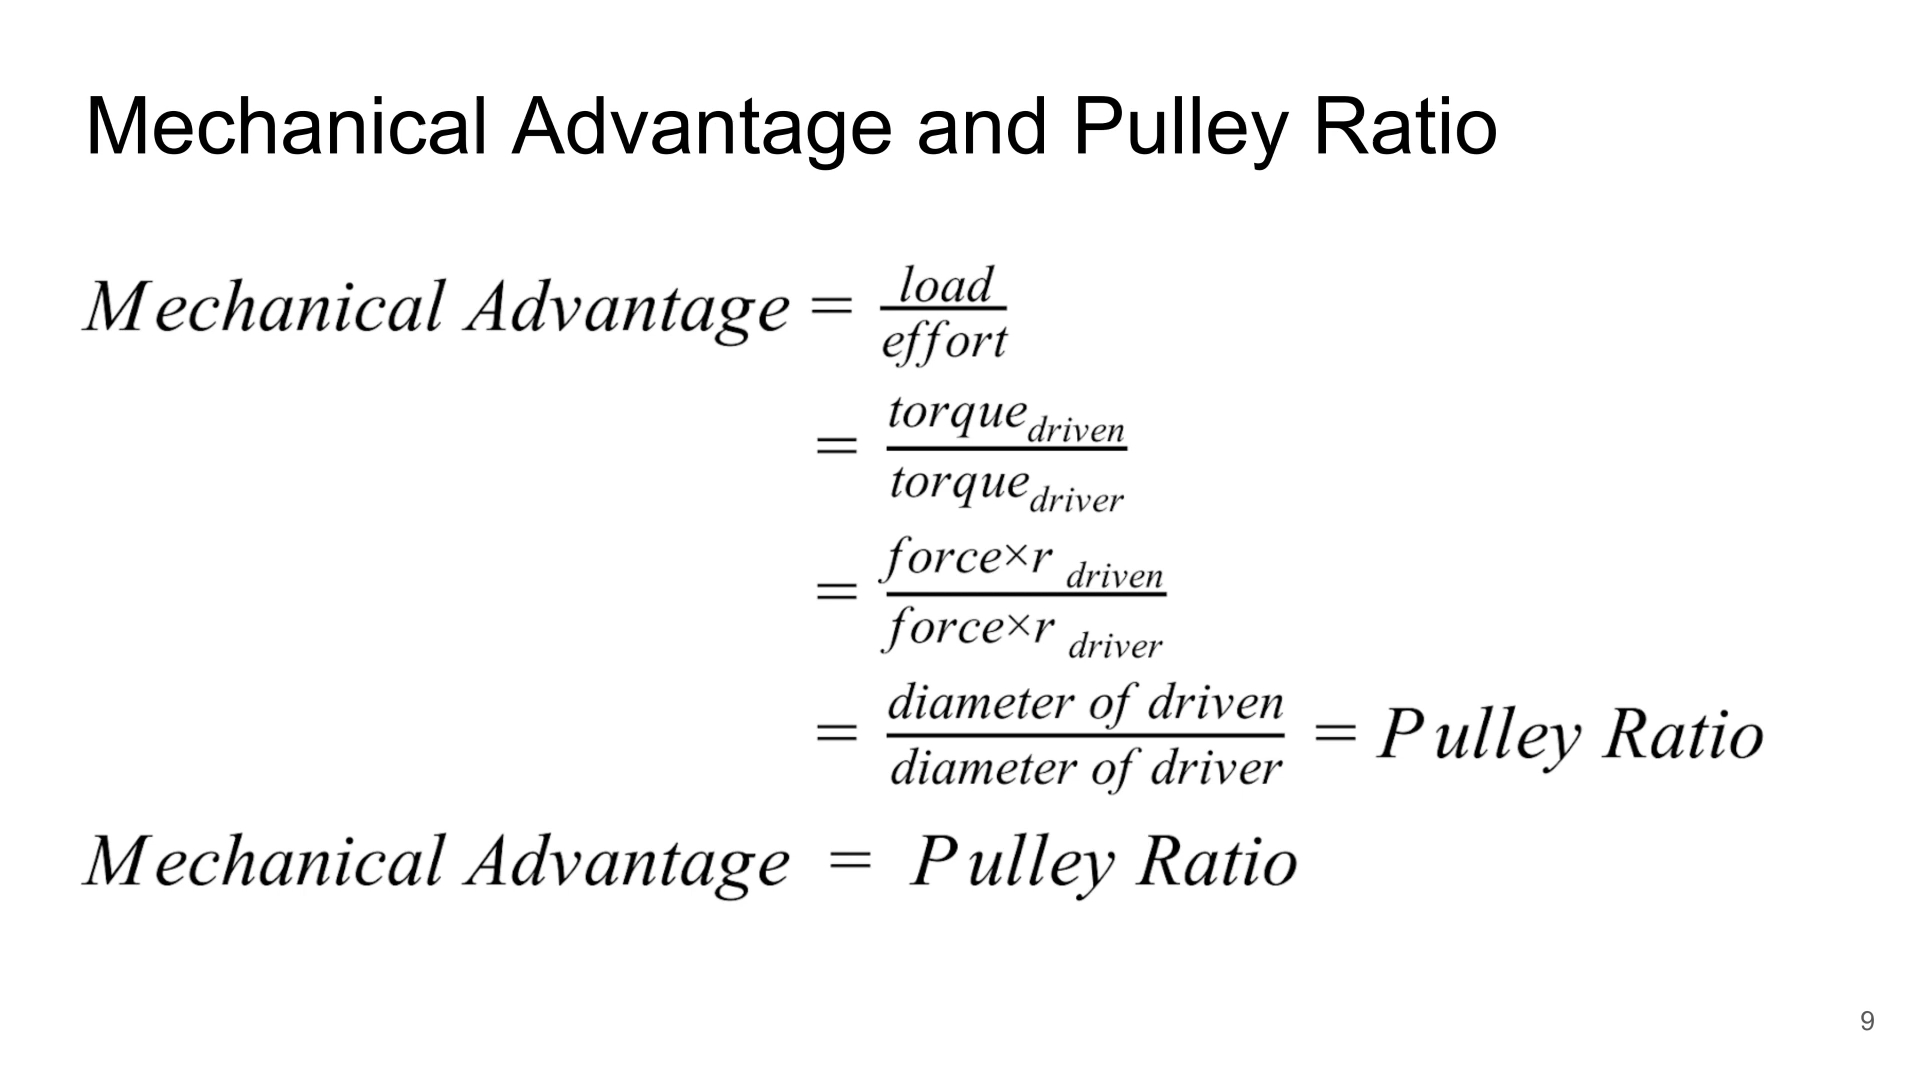 Mechanical Advantage and Pulley Ratio
Mechanical Advantage = load/effort
= torque_driven/torque_driver
= force×r driven/force×r driver
= diameter of driven/diameter of driver = Pulley Ratio
Mechanical Advantage = Pulley Ratio
9